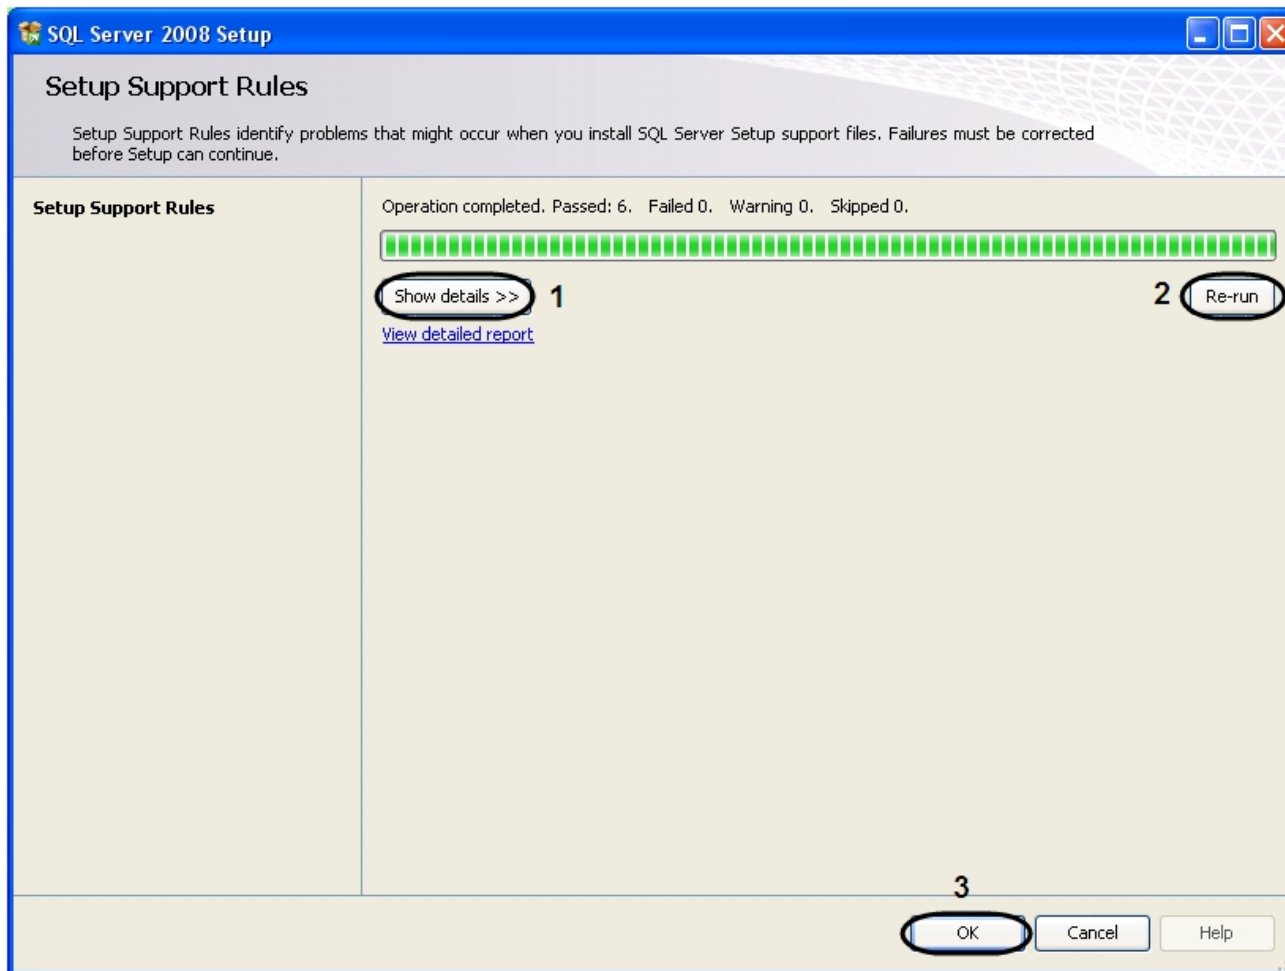 SQL Server 2008 Setup
Setup Support Rules
Setup Support Rules identify problems that might occur when you install SQL Server Setup support files. Failures must be corrected
before Setup can continue.
Setup Support Rules
Operation completed. Passed: 6. Failed 0. Warning 0. Skipped 0.
Show details >> 1
2 Re-run
View detailed report
3
OK Cancel Help